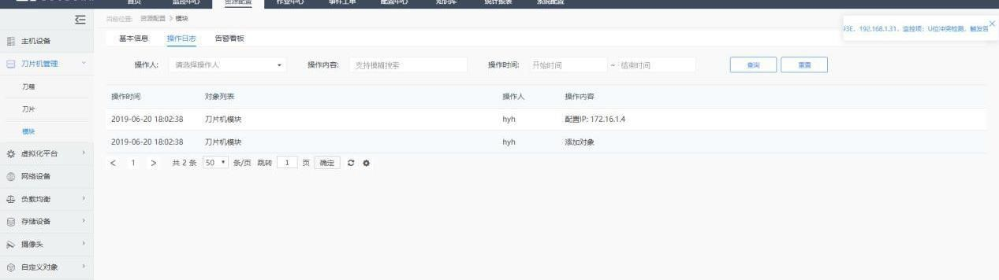 首页 监控中心 资源配置 作业中心 事件工单 配置中心 知识库 统计报表 系统配置
当前位置: 资源配置 > 模块
93E, 192.168.1.31, 监控项: U位冲突检测, 触发告
主机设备
刀片机管理
刀箱
刀片
模块
虚拟化平台
网络设备
负载均衡
存储设备
摄像头
自定义对象
基本信息 操作日志 告警看板
操作人: 请选择操作人 操作内容: 支持模糊搜索 操作时间: 开始时间 ~ 结束时间 查询 重置
操作时间 对象列表 操作人 操作内容
2019-06-20 18:02:38 刀片机模块 hyh 配置IP: 172.16.1.4
2019-06-20 18:02:38 刀片机模块 hyh 添加对象
< 1 > 共 2 条 50 条/页 跳转 1 页 确定